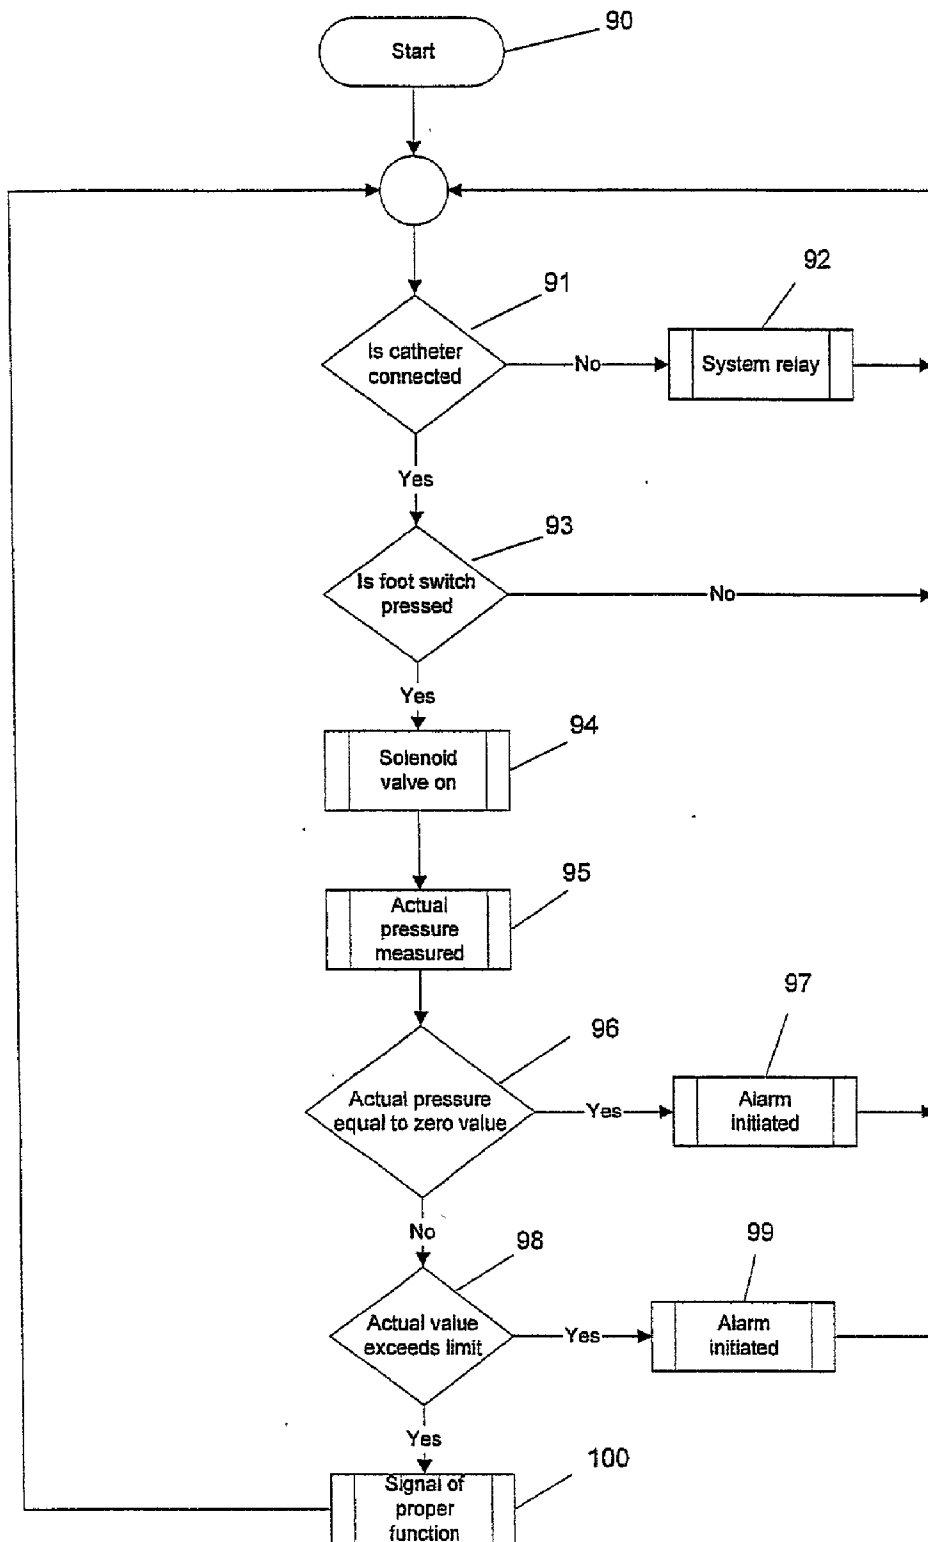 90
Start
91
Is catheter
connected
No
92
System relay
Yes
93
Is foot switch
pressed
No
Yes
94
Solenoid
valve on
95
Actual
pressure
measured
96
Actual pressure
equal to zero value
Yes
97
Alarm
initiated
No
98
Actual value
exceeds limit
Yes
99
Alarm
initiated
Yes
100
Signal of
proper
function